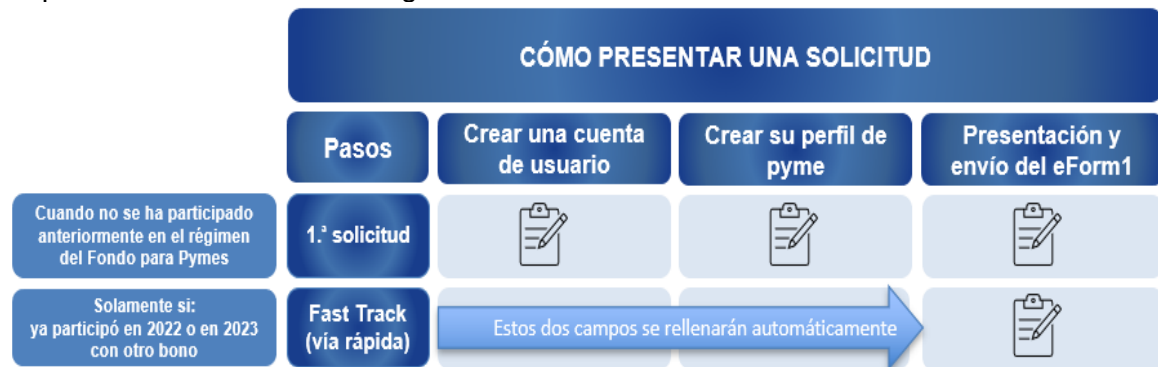 CÓMO PRESENTAR UNA SOLICITUD
Pasos
Crear una cuenta
de usuario
Crear su perfil de
pyme
Presentación y
envío del eForm1
Cuando no se ha participado
anteriormente en el régimen
del Fondo para Pymes
1.ª solicitud
Solamente si:
ya participó en 2022 o en 2023
con otro bono
Fast Track
(vía rápida)
Estos dos campos se rellenarán automáticamente